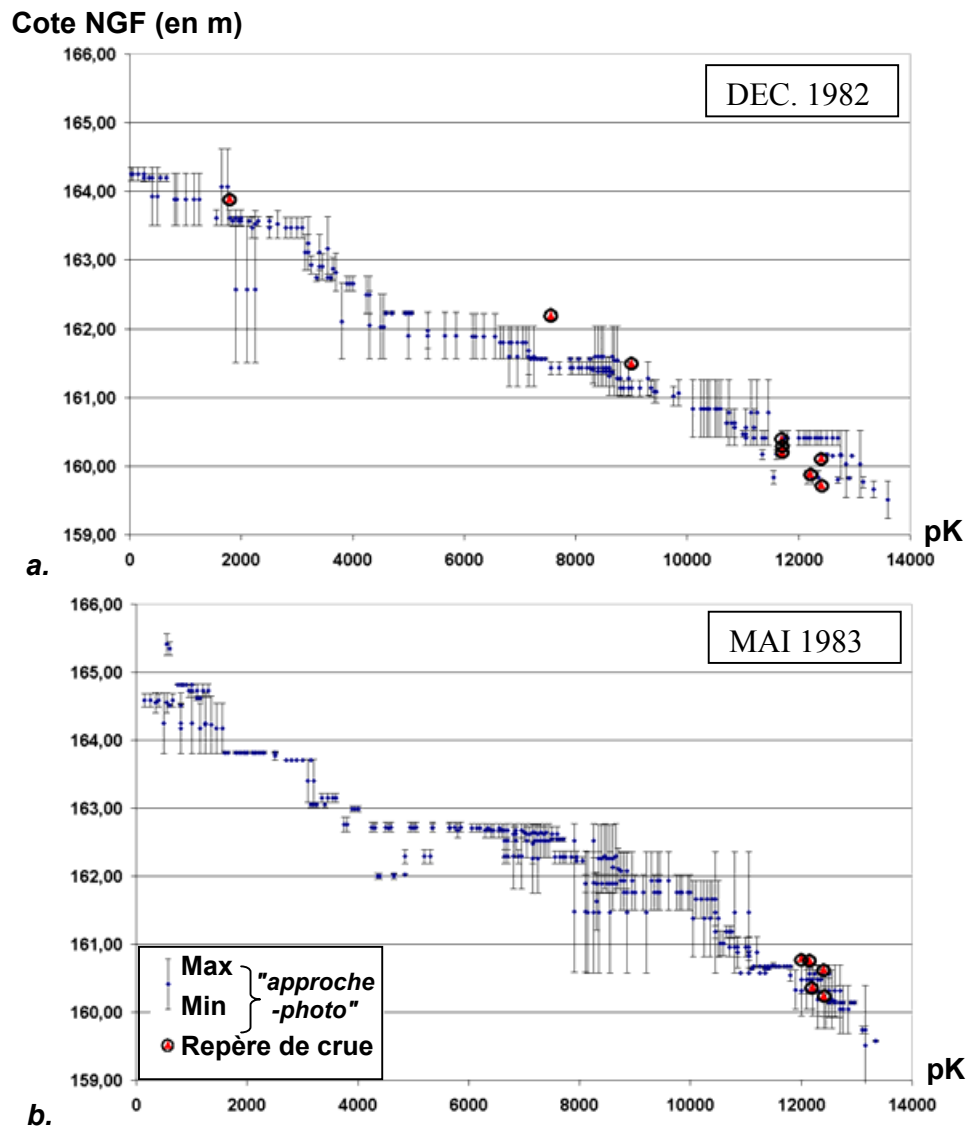 Cote NGF (en m)
166,00
165,00
164,00
163,00
162,00
161,00
160,00
159,00
DEC. 1982
0 2000 4000 6000 8000 10000 12000 14000
pK
a.
166,00
165,00
164,00
163,00
162,00
161,00
160,00
159,00
MAI 1983
Max
Min
"approche
-photo"
Repère de crue
0 2000 4000 6000 8000 10000 12000 14000
pK
b.